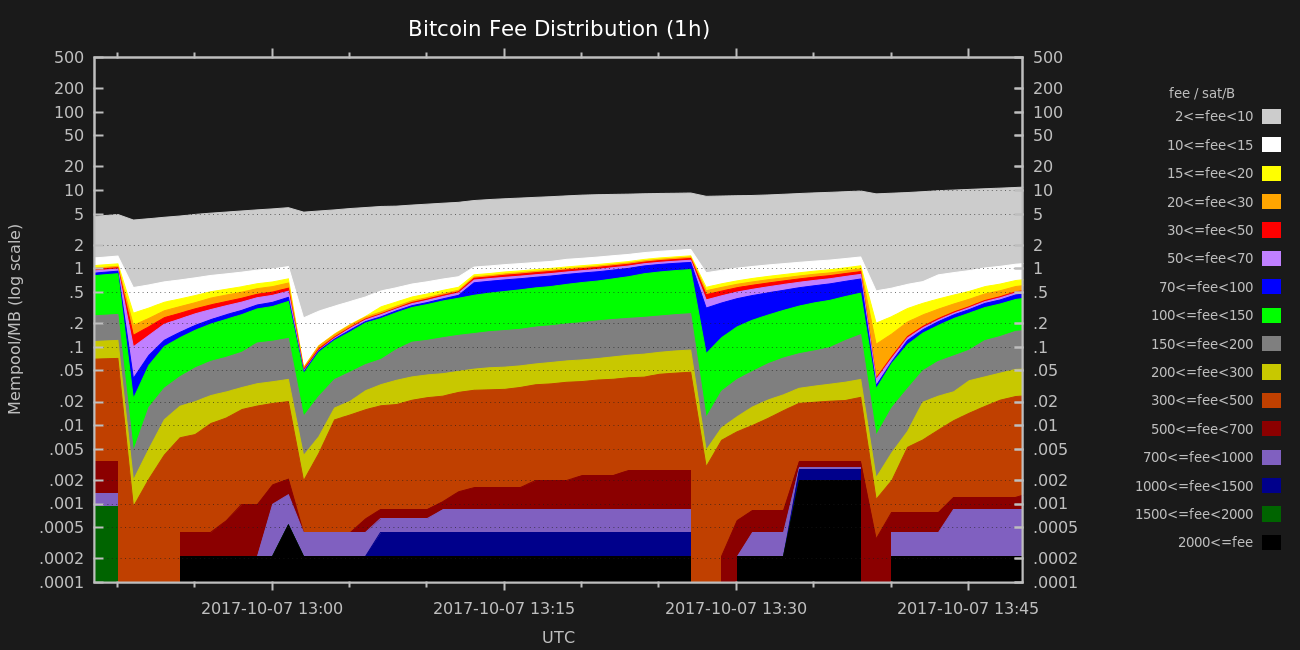 Bitcoin Fee Distribution (1h)
Mempool/MB (log scale)
500
200
100
50
20
10
5
2
1
.5
.2
.1
.05
.02
.01
.005
.002
.001
.0005
.0002
.0001
500
200
100
50
20
10
5
2
1
.5
.2
.1
.05
.02
.01
.005
.002
.001
.0005
.0002
.0001
fee / sat/B
2<=fee<10
10<=fee<15
15<=fee<20
20<=fee<30
30<=fee<50
50<=fee<70
70<=fee<100
100<=fee<150
150<=fee<200
200<=fee<300
300<=fee<500
500<=fee<700
700<=fee<1000
1000<=fee<1500
1500<=fee<2000
2000<=fee
2017-10-07 13:00 2017-10-07 13:15 2017-10-07 13:30 2017-10-07 13:45
UTC